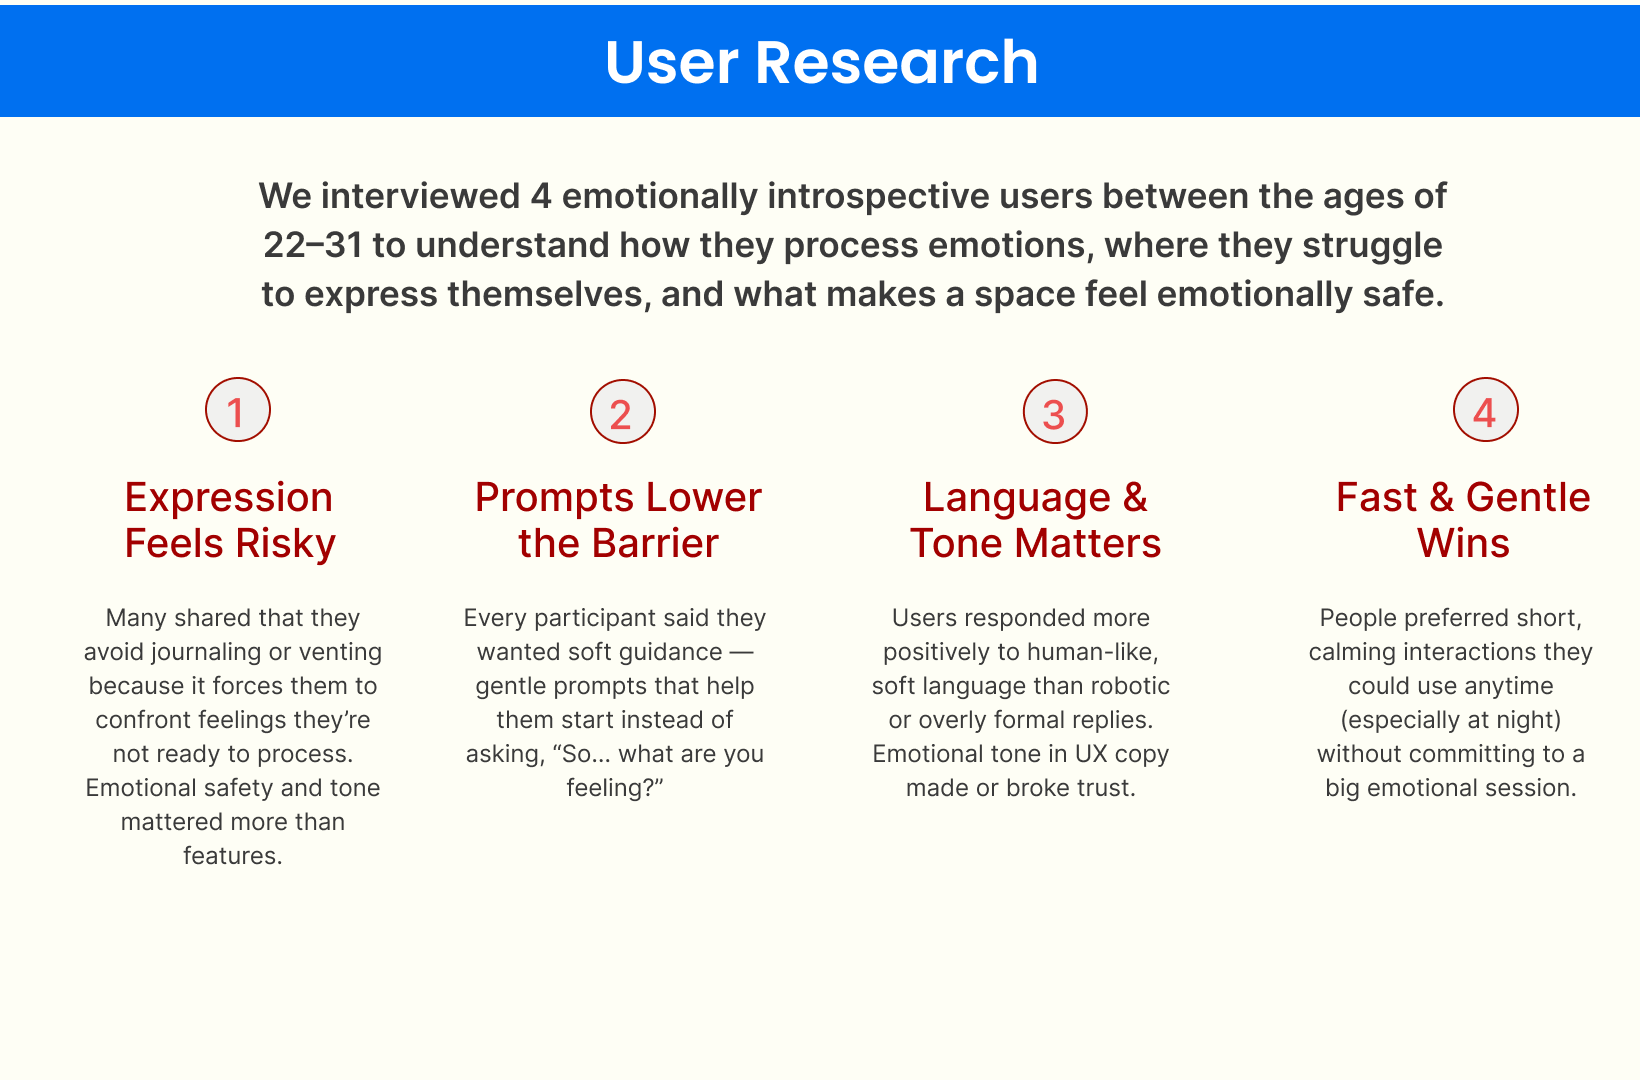 User Research
We interviewed 4 emotionally introspective users between the ages of
22–31 to understand how they process emotions, where they struggle
to express themselves, and what makes a space feel emotionally safe.
1
Expression
Feels Risky
Many shared that they
avoid journaling or venting
because it forces them to
confront feelings they’re
not ready to process.
Emotional safety and tone
mattered more than
features.
2
Prompts Lower
the Barrier
Every participant said they
wanted soft guidance —
gentle prompts that help
them start instead of
asking, “So... what are you
feeling?”
3
Language &
Tone Matters
Users responded more
positively to human-like,
soft language than robotic
or overly formal replies.
Emotional tone in UX copy
made or broke trust.
4
Fast & Gentle
Wins
People preferred short,
calming interactions they
could use anytime
(especially at night)
without committing to a
big emotional session.